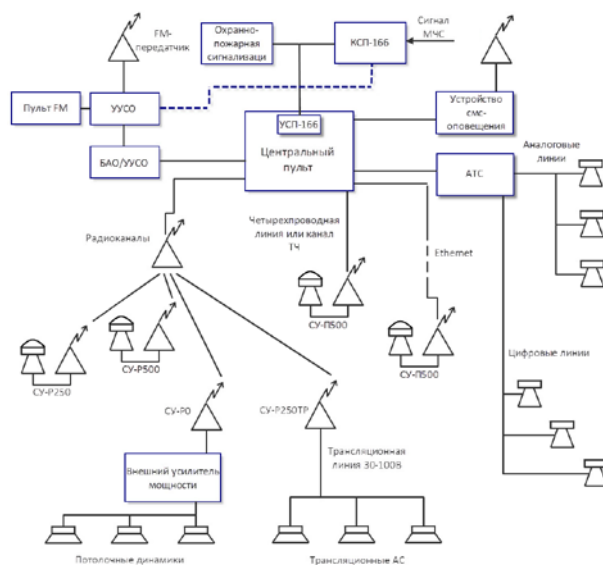 FM-
передатчик
Охранно-
пожарная
сигнализаци
КСП-166
Сигнал
МЧС
Пульт FM
УУСО
Устройство
смс-
оповещения
УСП-166
Центральный
пульт
БАО/УУСО
АТС
Аналоговые
линии
Радиоканалы
Четырехпроводная
линия или канал
ТЧ
Ethernet
СУ-Р250
СУ-Р500
СУ-П500
СУ-П500
Цифровые линии
СУ-Р0
СУ-Р250ТР
Внешний усилитель
мощности
Трансляционная
линия 30-100В
Потолочные динамики
Трансляционные АС